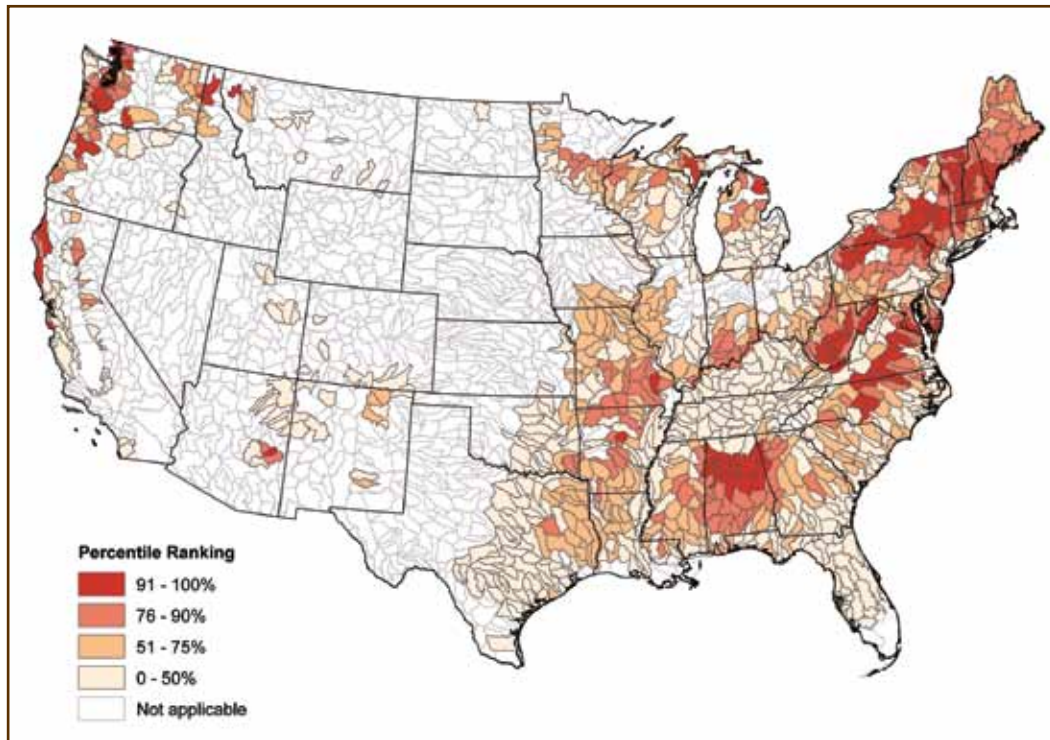 Percentile Ranking
91 - 100%
76 - 90%
51 - 75%
0 - 50%
Not applicable